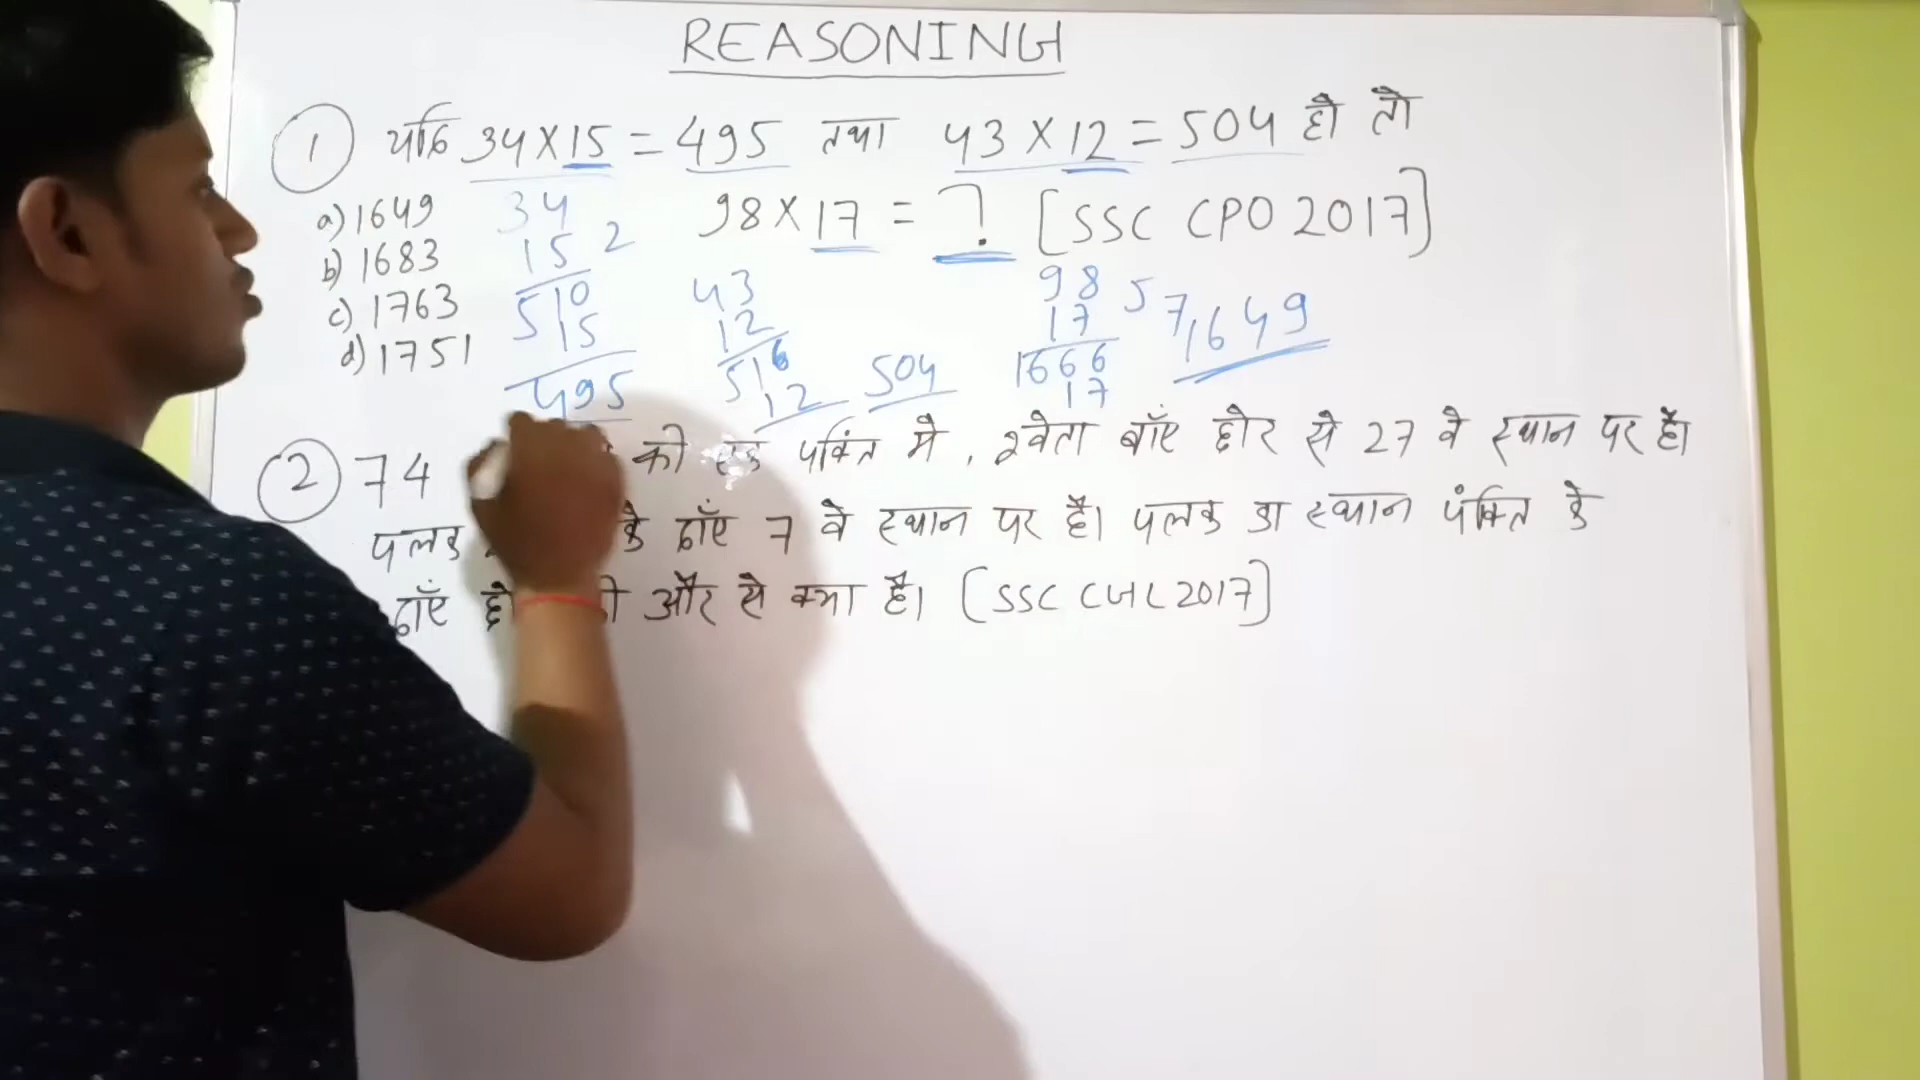 REASONING
1 यदि 34×15 = 495 तथा 43×12 = 504 हो तो
98×17 = ? [SSC CPO 2017]
a) 1649
b) 1683
c) 1763
d) 1751
34
15 2
510
15
495
43
12
516
12
504
98
17 5
1666
17
7
1649
2 74 की एक पंक्ति मे, श्वेता बाँए छोर से 27 वे स्थान पर है।
पलक के दाँए 7 वे स्थान पर है। पलक का स्थान पंक्ति के
दाँए और से क्या है। [SSC CHL 2017]